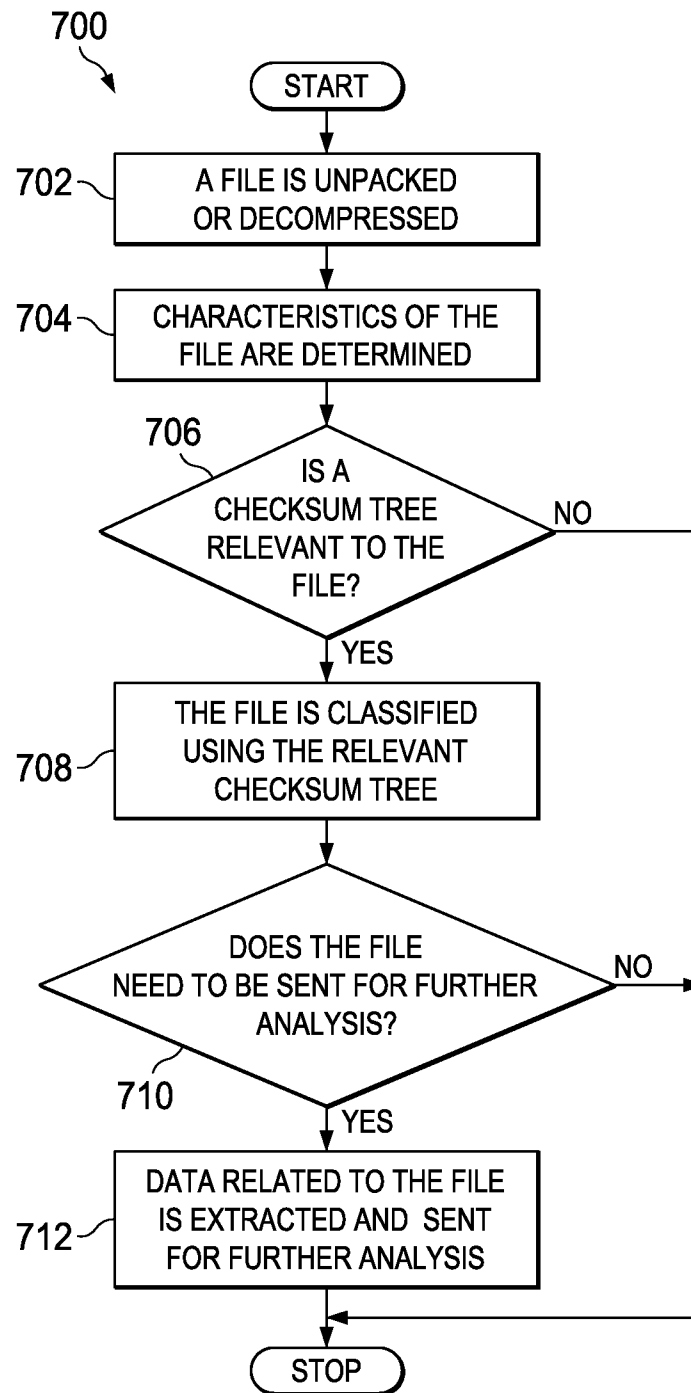 700
START
702
A FILE IS UNPACKED
OR DECOMPRESSED
704
CHARACTERISTICS OF THE
FILE ARE DETERMINED
706
IS A
CHECKSUM TREE
RELEVANT TO THE
FILE?
NO
YES
708
THE FILE IS CLASSIFIED
USING THE RELEVANT
CHECKSUM TREE
DOES THE FILE
NEED TO BE SENT FOR FURTHER
ANALYSIS?
NO
710
YES
712
DATA RELATED TO THE FILE
IS EXTRACTED AND SENT
FOR FURTHER ANALYSIS
STOP